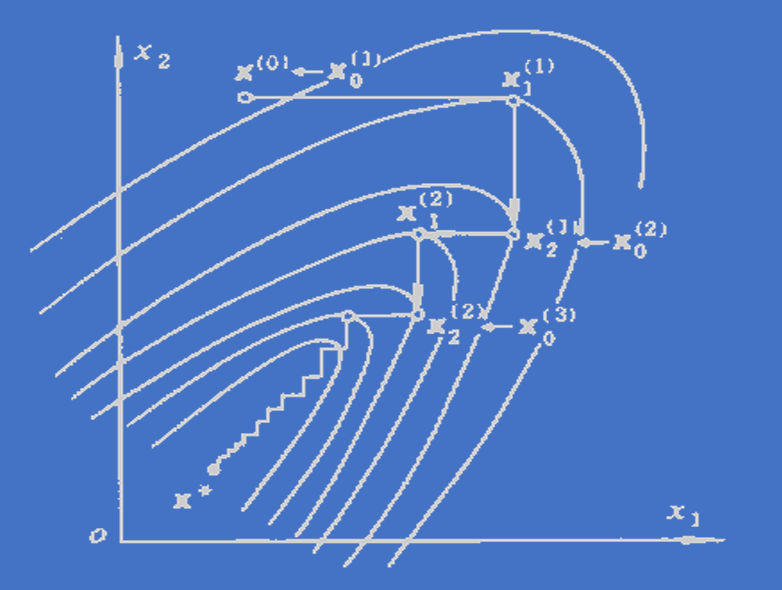 x₂
x⁽⁰⁾ ← x₀⁽¹⁾
x₁⁽¹⁾
x₁⁽²⁾
x₂⁽¹⁾ ← x₀⁽²⁾
x₂⁽²⁾ ← x₀⁽³⁾
x*
x₁
O